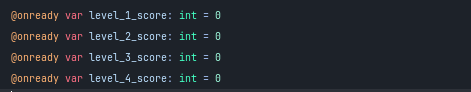 @onready var level_1_score: int = 0
@onready var level_2_score: int = 0
@onready var level_3_score: int = 0
@onready var level_4_score: int = 0